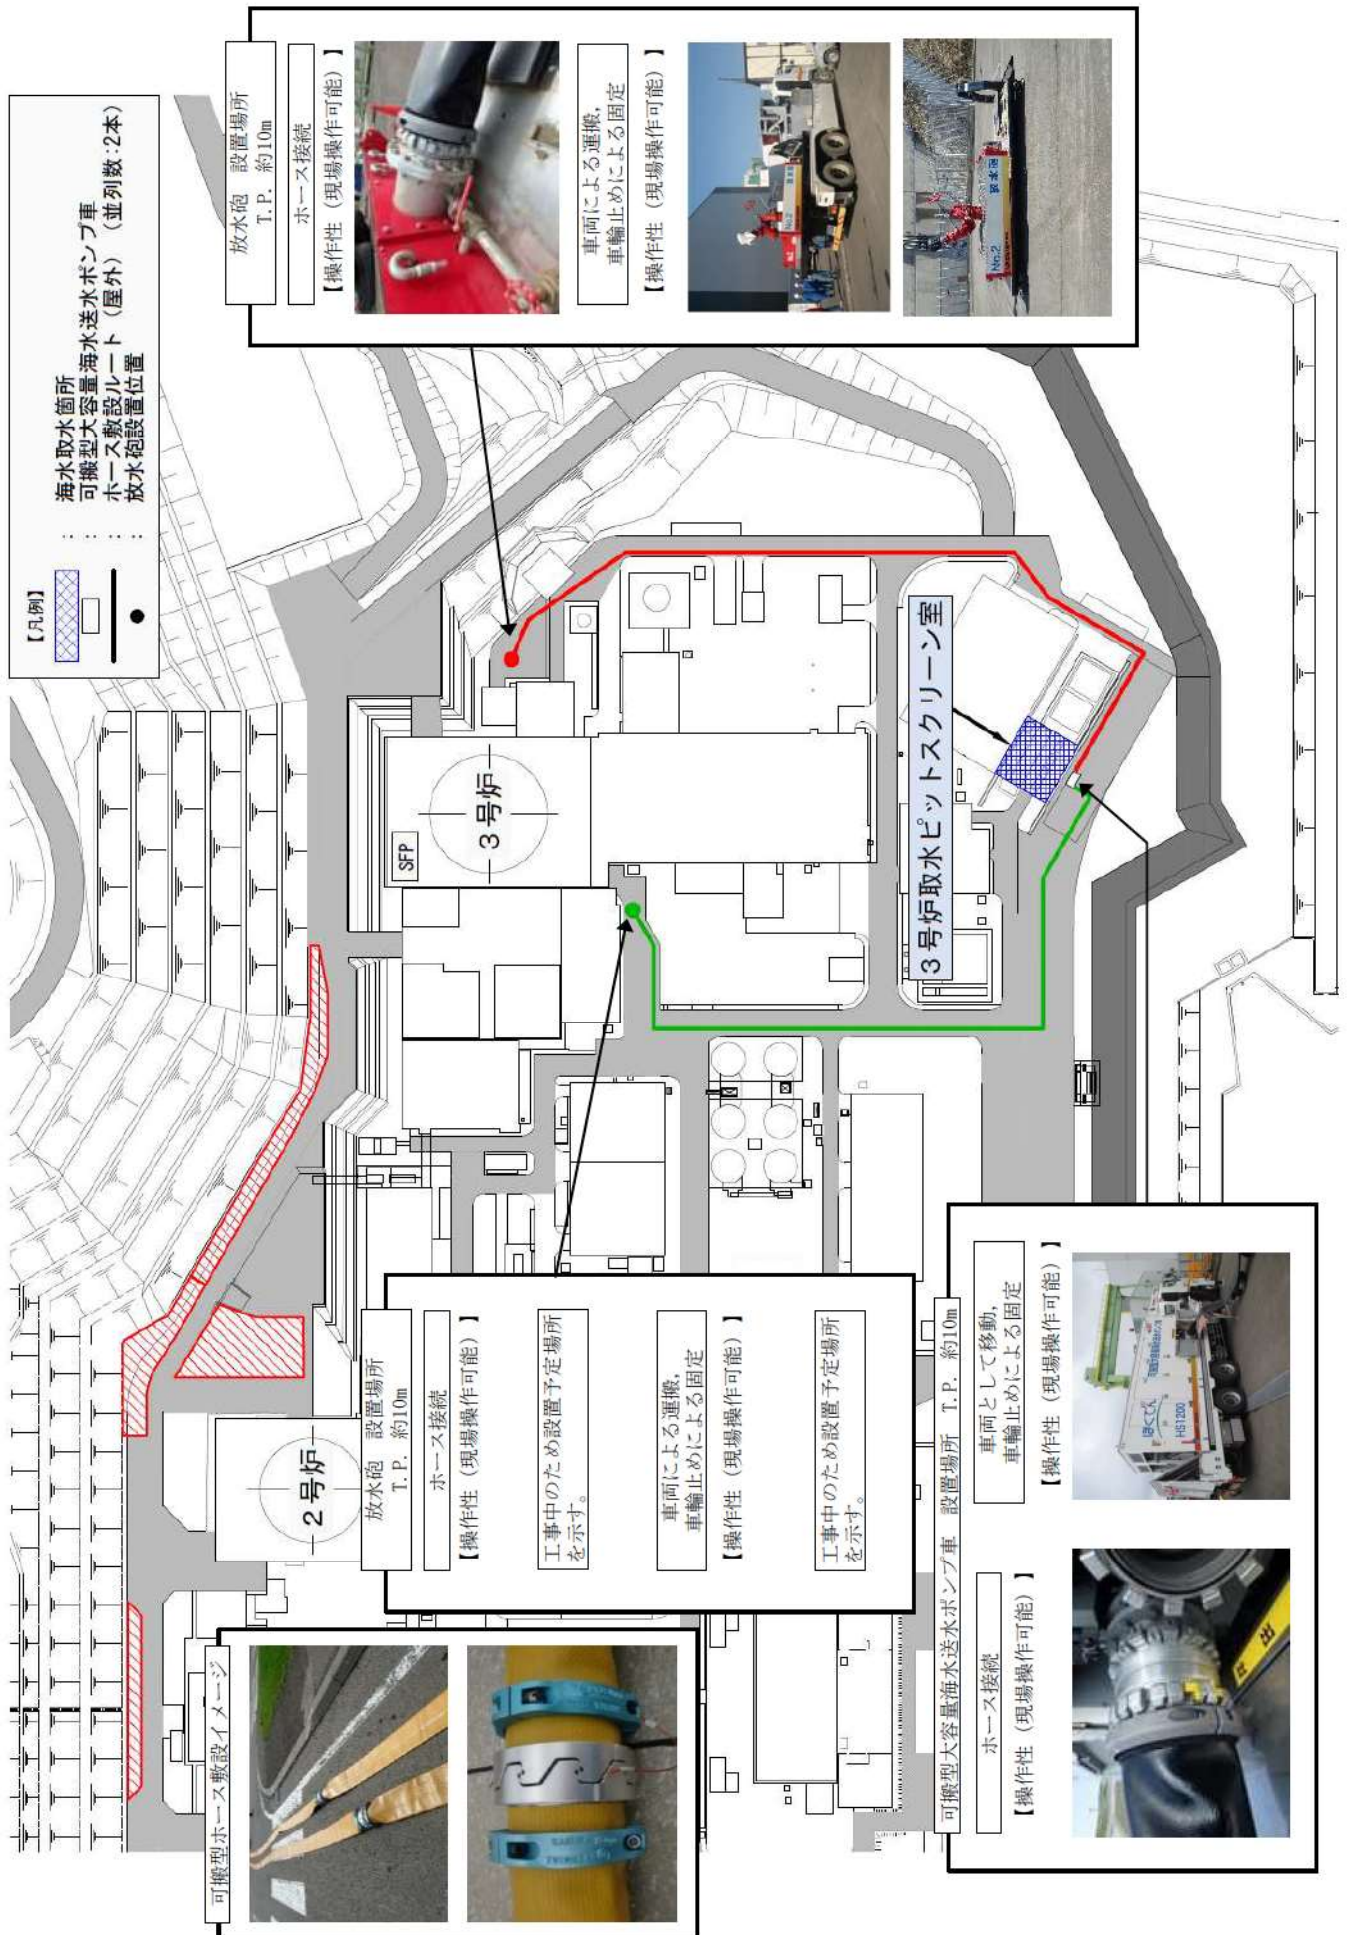 【凡例】
： 海水取水箇所
： 可搬型大容量海水送水ポンプ車
： ホース敷設ルート（屋外）（並列数:2本）
： 放水砲設置位置
放水砲　設置場所
T.P.　約10m
ホース接続
【操作性（現場操作可能）】
車両による運搬，
車輪止めによる固定
【操作性（現場操作可能）】
No.2
No.2
放水砲
SFP
３号炉
３号炉取水ピットスクリーン室
２号炉
放水砲　設置場所
T.P.　約10m
ホース接続
【操作性（現場操作可能）】
工事中のため設置予定場所
を示す。
車両による運搬，
車輪止めによる固定
【操作性（現場操作可能）】
工事中のため設置予定場所
を示す。
可搬型ホース敷設イメージ
可搬型大容量海水送水ポンプ車　設置場所　T.P.　約10m
ホース接続
【操作性（現場操作可能）】
車両として移動，
車輪止めによる固定
【操作性（現場操作可能）】
ほくでん
HS1200
出